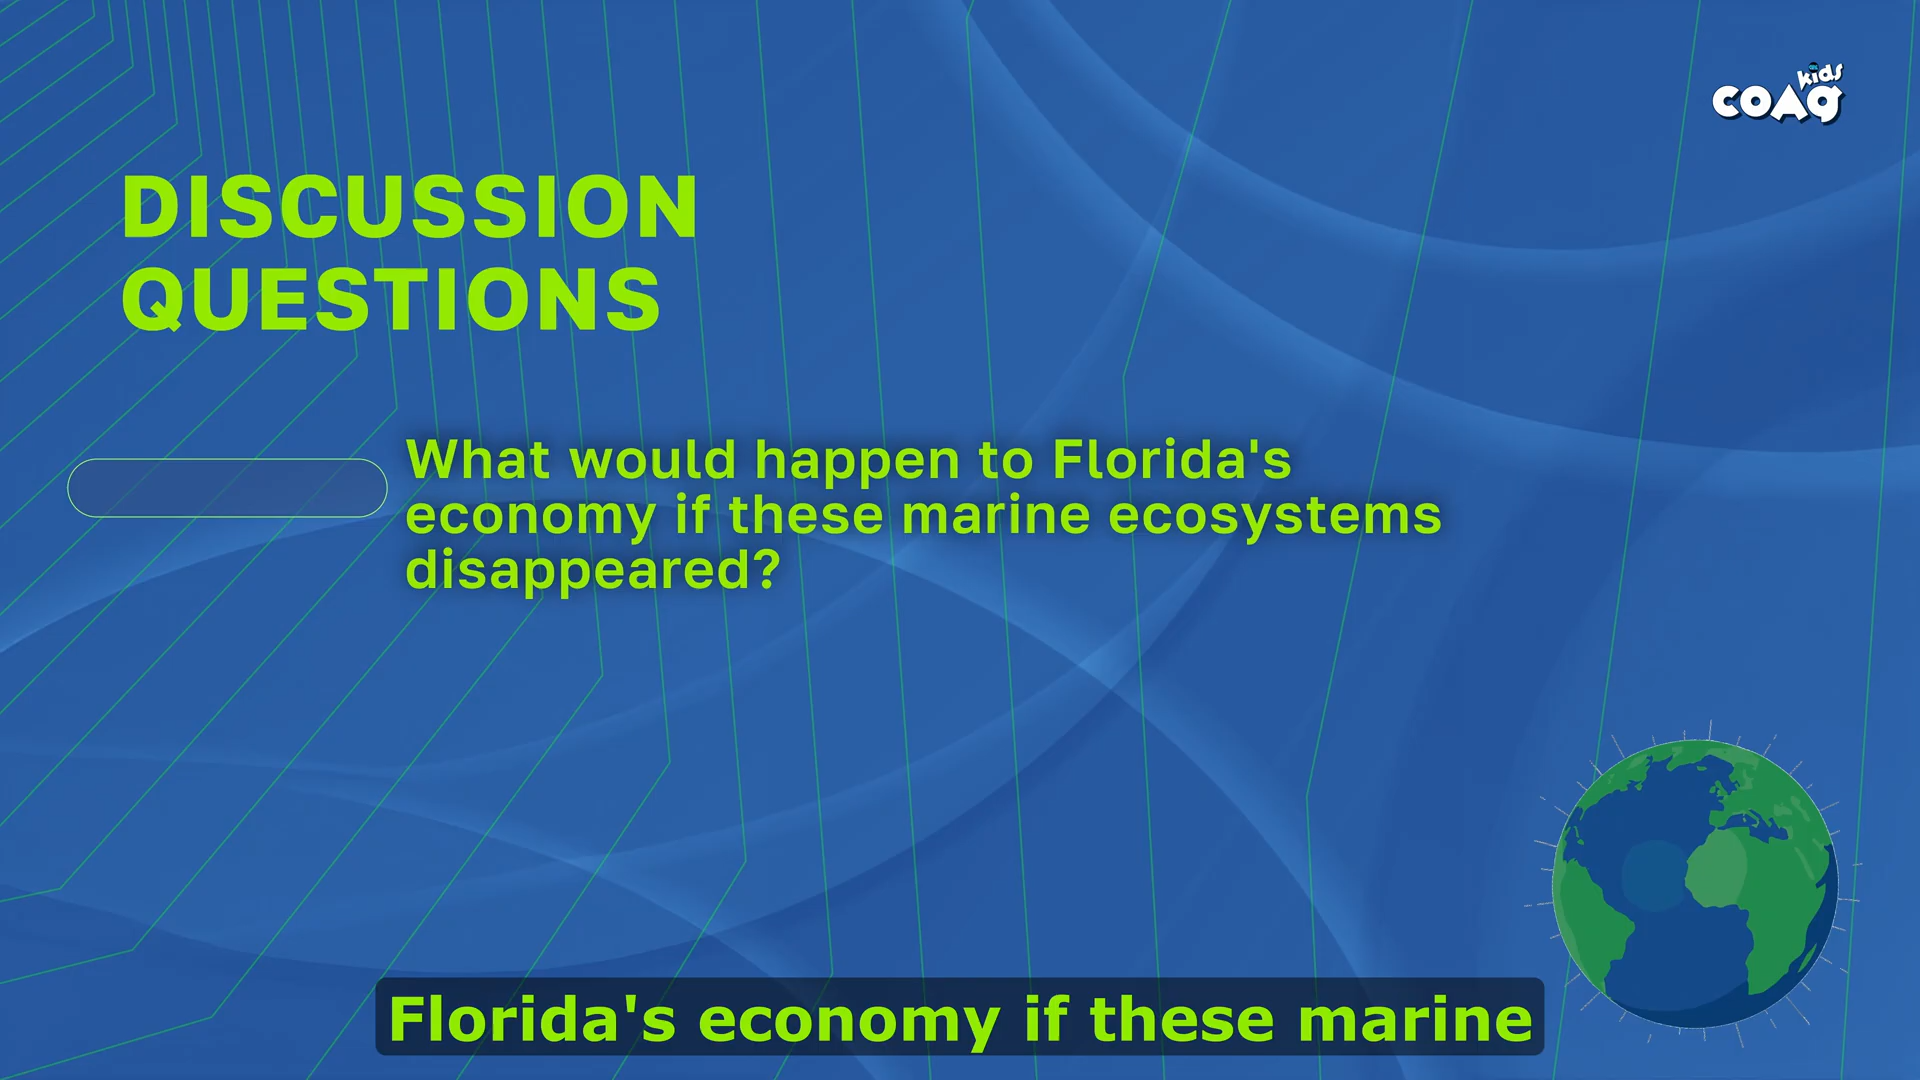 kids
COAg
DISCUSSION
QUESTIONS
What would happen to Florida's
economy if these marine ecosystems
disappeared?
Florida's economy if these marine